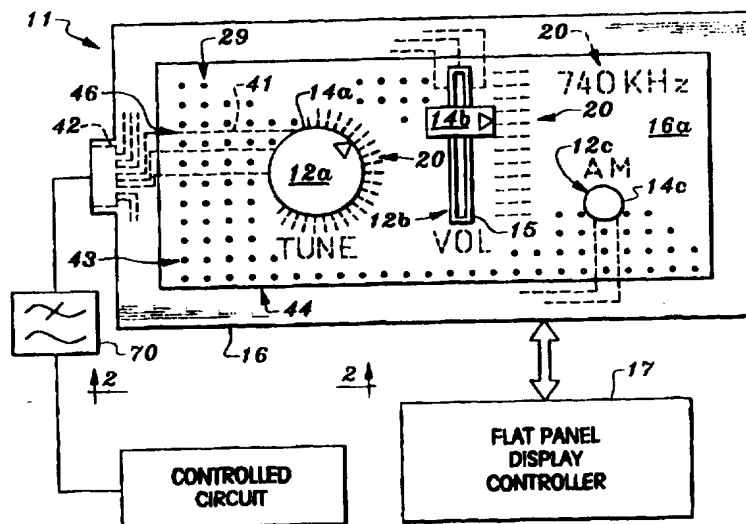 11
29
46
42
41
14a
14b
20
740 KHz
20
20
16a
12a
12c
AM
14c
12b
15
TUNE
VOL
43
44
16
70
2
2
17
CONTROLLED
CIRCUIT
FLAT PANEL
DISPLAY
CONTROLLER